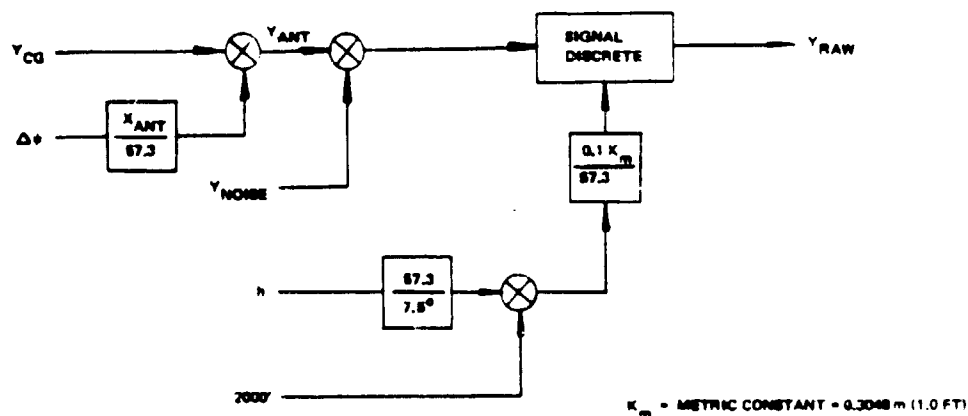 Y_CG
Y_ANT
SIGNAL
DISCRETE
Y_RAW
Δψ
X_ANT
57.3
0.1 K_m
57.3
Y_NOISE
h
57.3
7.5°
2000'
K_m = METRIC CONSTANT = 0.3048 m (1.0 FT)